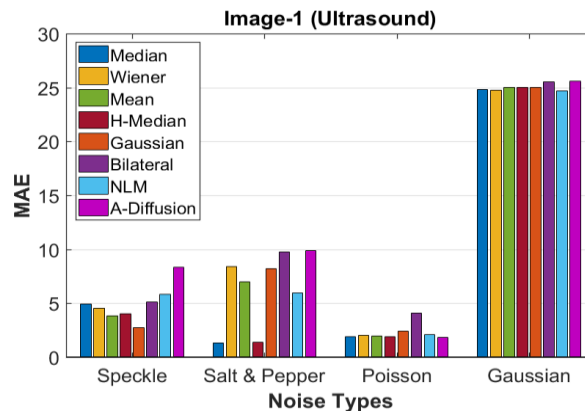 Image-1 (Ultrasound)
30
25
20
15
10
5
0
MAE
Median
Wiener
Mean
H-Median
Gaussian
Bilateral
NLM
A-Diffusion
Speckle Salt & Pepper Poisson Gaussian
Noise Types